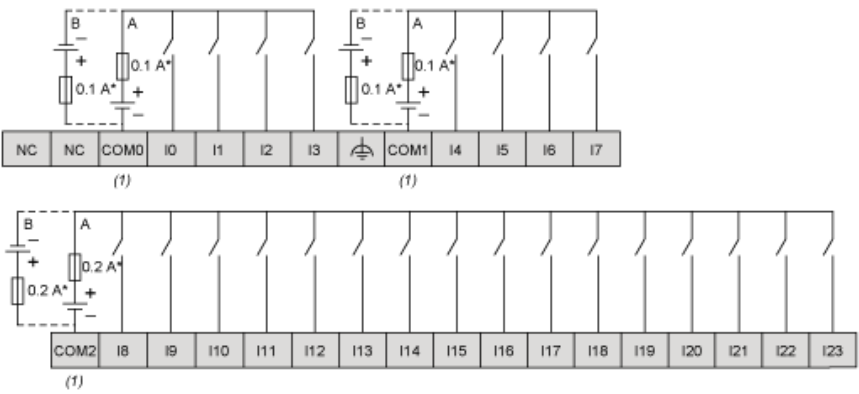 B A B A
− −
+ 0.1 A* + 0.1 A*
0.1 A* + 0.1 A* +
− −
NC NC COM0 I0 I1 I2 I3 COM1 I4 I5 I6 I7
(1) (1)
B A
−
+ 0.2 A*
0.2 A* +
−
COM2 I8 I9 I10 I11 I12 I13 I14 I15 I16 I17 I18 I19 I20 I21 I22 I23
(1)